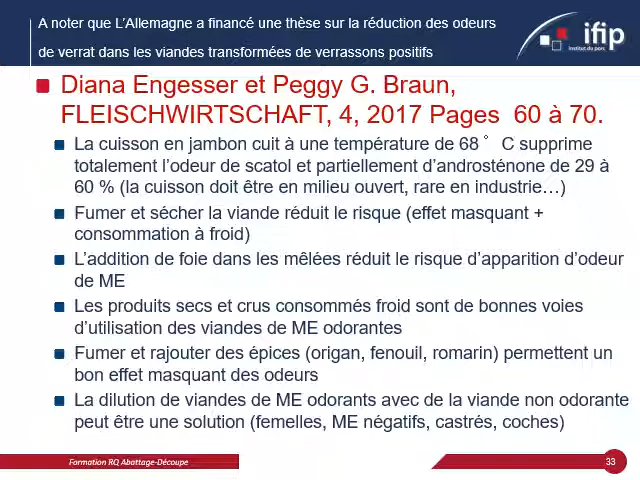 A noter que L’Allemagne a financé une thèse sur la réduction des odeurs
de verrat dans les viandes transformées de verrassons positifs
ifip
Institut du porc
Diana Engesser et Peggy G. Braun,
FLEISCHWIRTSCHAFT, 4, 2017 Pages 60 à 70.
La cuisson en jambon cuit à une température de 68 ° C supprime
totalement l’odeur de scatol et partiellement d’androsténone de 29 à
60 % (la cuisson doit être en milieu ouvert, rare en industrie…)
Fumer et sécher la viande réduit le risque (effet masquant +
consommation à froid)
L’addition de foie dans les mêlées réduit le risque d’apparition d’odeur
de ME
Les produits secs et crus consommés froid sont de bonnes voies
d’utilisation des viandes de ME odorantes
Fumer et rajouter des épices (origan, fenouil, romarin) permettent un
bon effet masquant des odeurs
La dilution de viandes de ME odorants avec de la viande non odorante
peut être une solution (femelles, ME négatifs, castrés, coches)
Formation RQ Abattage-Découpe
33